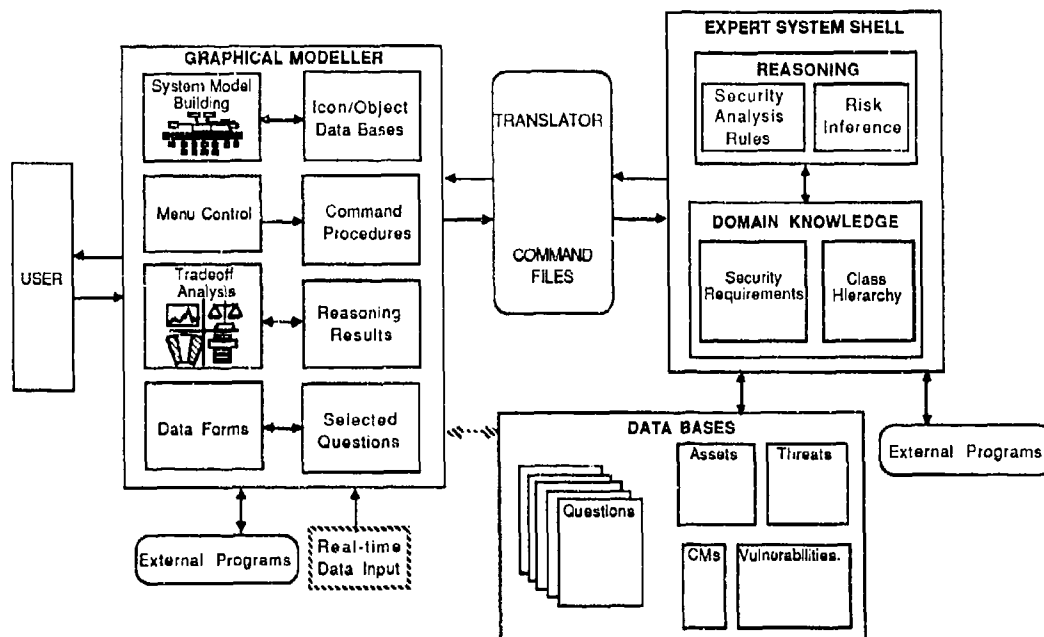 USER
GRAPHICAL MODELLER
System Model
Building
Icon/Object
Data Bases
Menu Control
Command
Procedures
Tradeoff
Analysis
Reasoning
Results
Data Forms
Selected
Questions
External Programs
Real-time
Data Input
TRANSLATOR
COMMAND
FILES
EXPERT SYSTEM SHELL
REASONING
Security
Analysis
Rules
Risk
Inference
DOMAIN KNOWLEDGE
Security
Requirements
Class
Hierarchy
External Programs
DATA BASES
Questions
Assets
Threats
CMs
Vulnurabilities.